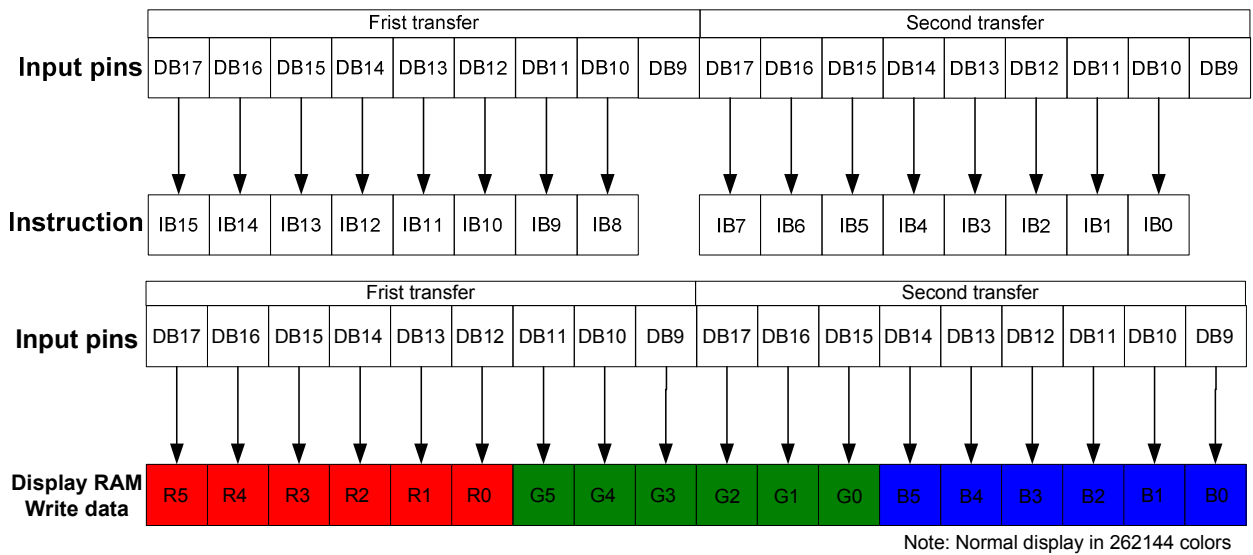 Frist transfer Second transfer
Input pins DB17 DB16 DB15 DB14 DB13 DB12 DB11 DB10 DB9 DB17 DB16 DB15 DB14 DB13 DB12 DB11 DB10 DB9
Instruction IB15 IB14 IB13 IB12 IB11 IB10 IB9 IB8 IB7 IB6 IB5 IB4 IB3 IB2 IB1 IB0
Frist transfer Second transfer
Input pins DB17 DB16 DB15 DB14 DB13 DB12 DB11 DB10 DB9 DB17 DB16 DB15 DB14 DB13 DB12 DB11 DB10 DB9
Display RAM
Write data
R5 R4 R3 R2 R1 R0 G5 G4 G3 G2 G1 G0 B5 B4 B3 B2 B1 B0
Note: Normal display in 262144 colors